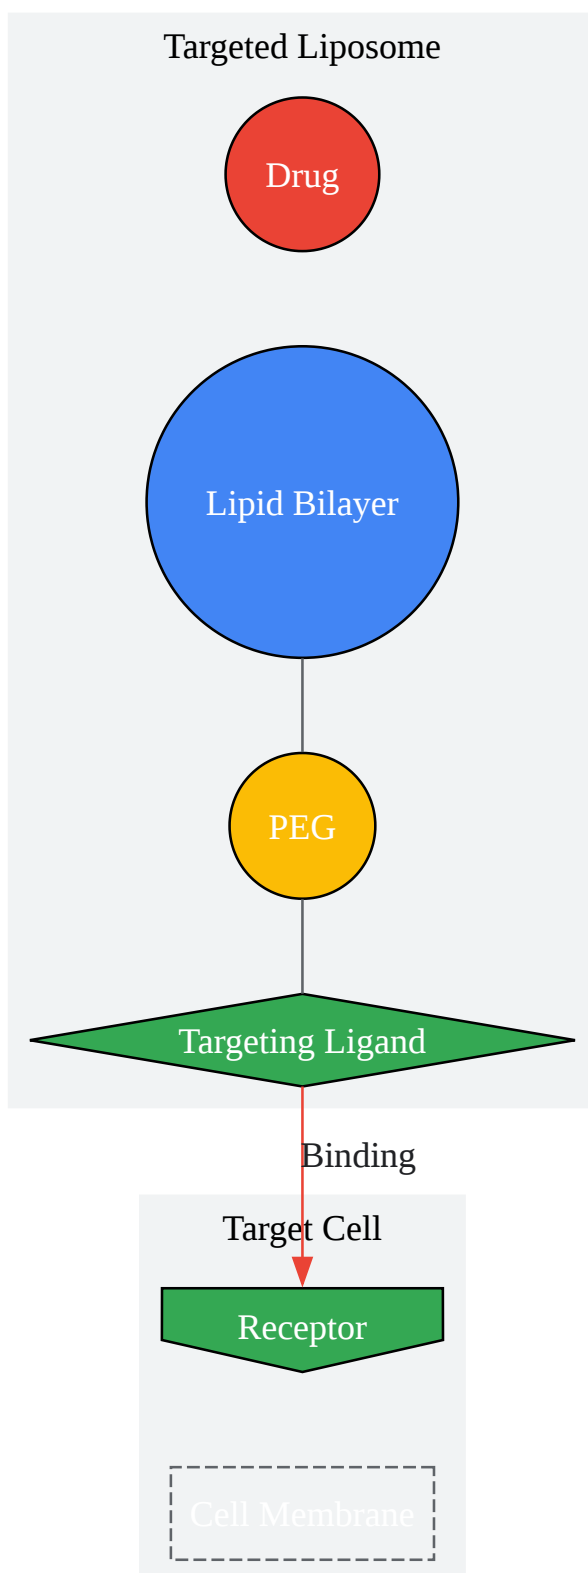 Targeted Liposome
Drug
Lipid Bilayer
PEG
Targeting Ligand
Binding
Target Cell
Receptor
Cell Membrane